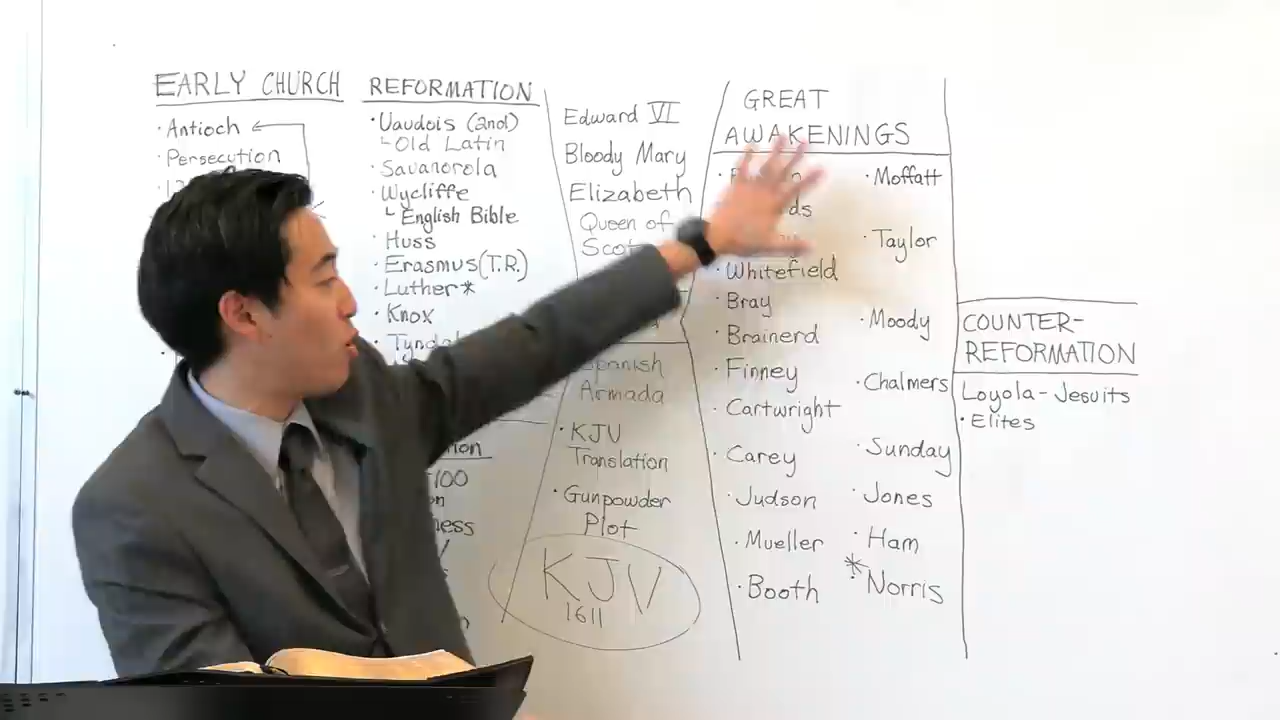 EARLY CHURCH
· Antioch
· Persecution
REFORMATION
· Vaudois (2nd)
└Old Latin
· Savanorola
· Wycliffe
└ English Bible
· Huss
· Erasmus (T.R.)
· Luther*
· Knox
Edward VI
Bloody Mary
Elizabeth
Queen of
Spanish
Armada
· KJV
Translation
· Gunpowder
Plot
KJV
1611
GREAT
AWAKENINGS
· Whitefield
· Bray
· Brainerd
· Finney
· Cartwright
· Carey
· Judson
· Mueller
· Booth
· Moffatt
· Taylor
· Moody
· Chalmers
· Sunday
· Jones
· Ham
* · Norris
COUNTER-
REFORMATION
Loyola - Jesuits
· Elites